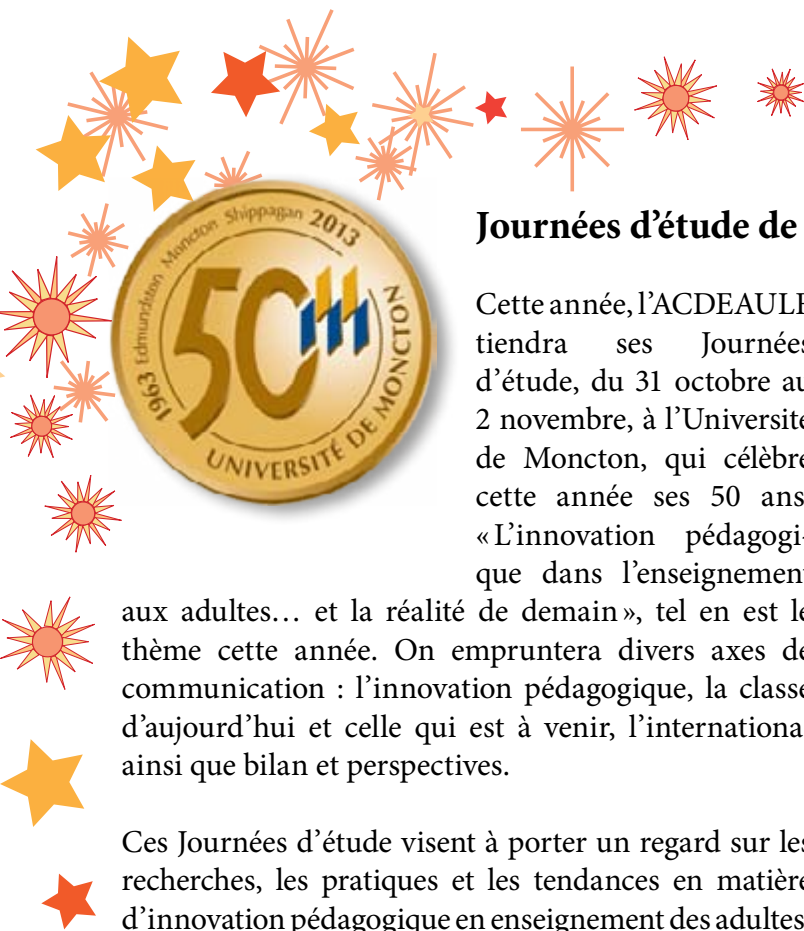 1963 Edmundston Moncton Shippagan 2013
50
UNIVERSITÉ DE MONCTON
Journées d'étude de
Cette année, l'ACDEAULF
tiendra ses Journées
d'étude, du 31 octobre au
2 novembre, à l'Université
de Moncton, qui célèbre
cette année ses 50 ans.
«L'innovation pédagogi-
que dans l'enseignement
aux adultes… et la réalité de demain», tel en est le
thème cette année. On empruntera divers axes de
communication : l'innovation pédagogique, la classe
d'aujourd'hui et celle qui est à venir, l'international
ainsi que bilan et perspectives.
Ces Journées d'étude visent à porter un regard sur les
recherches, les pratiques et les tendances en matière
d'innovation pédagogique en enseignement des adultes